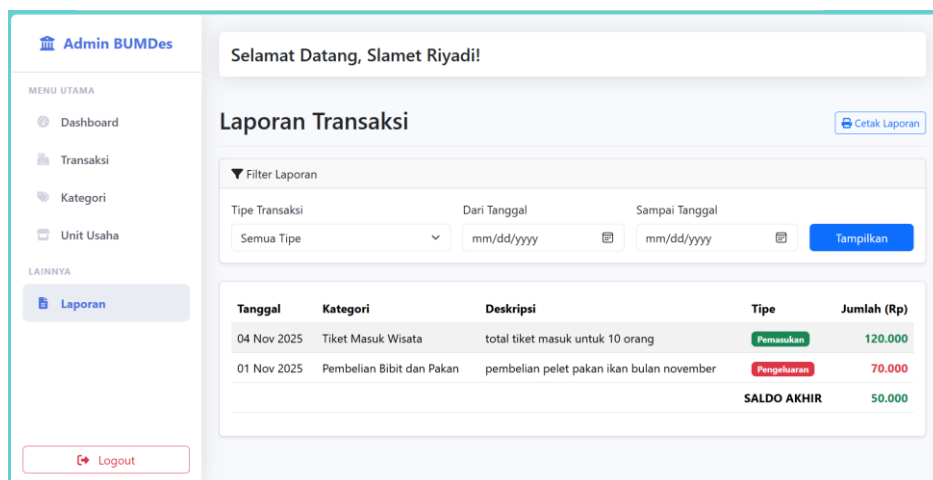 Admin BUMDes
MENU UTAMA
Dashboard
Transaksi
Kategori
Unit Usaha
LAINNYA
Laporan
Logout
Selamat Datang, Slamet Riyadi!
Laporan Transaksi
Cetak Laporan
Filter Laporan
Tipe Transaksi Dari Tanggal Sampai Tanggal
Semua Tipe mm/dd/yyyy mm/dd/yyyy Tampilkan
Tanggal Kategori Deskripsi Tipe Jumlah (Rp)
04 Nov 2025 Tiket Masuk Wisata total tiket masuk untuk 10 orang Pemasukan 120.000
01 Nov 2025 Pembelian Bibit dan Pakan pembelian pelet pakan ikan bulan november Pengeluaran 70.000
SALDO AKHIR 50.000